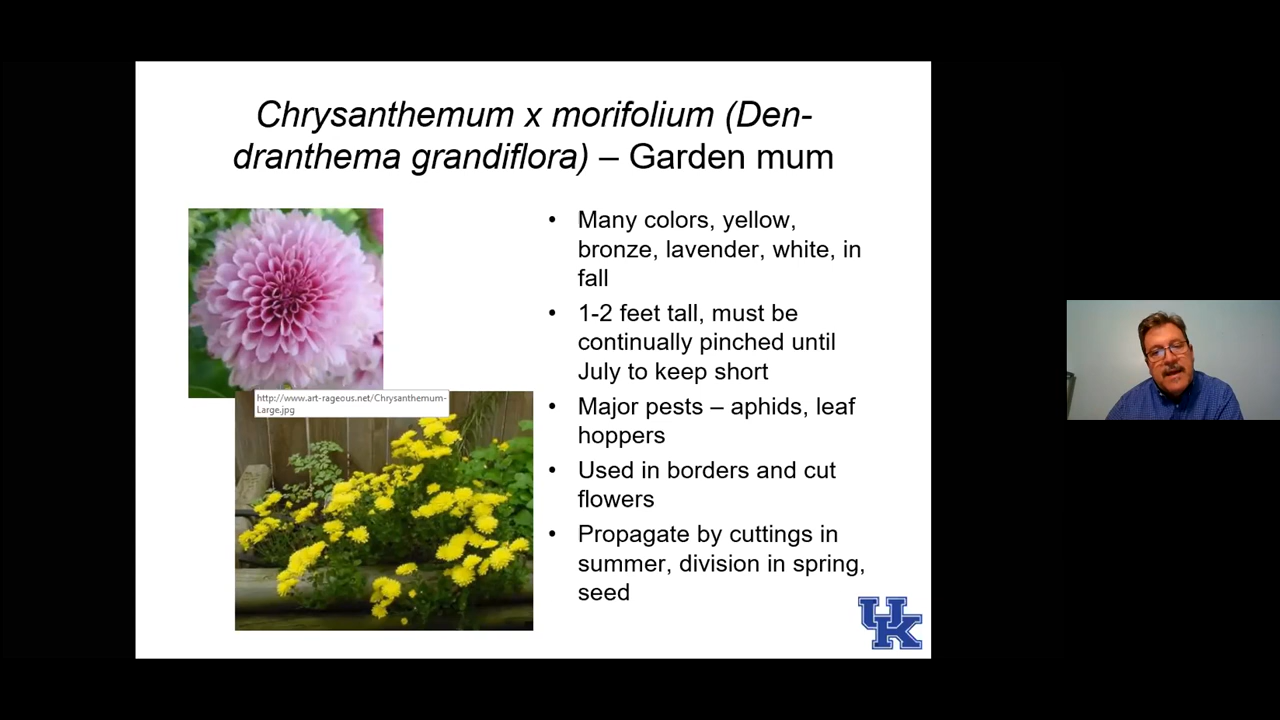 Chrysanthemum x morifolium (Den-
dranthema grandiflora) – Garden mum
http://www.art-rageous.net/Chrysanthemum-
Large.jpg
• Many colors, yellow,
bronze, lavender, white, in
fall
• 1-2 feet tall, must be
continually pinched until
July to keep short
• Major pests – aphids, leaf
hoppers
• Used in borders and cut
flowers
• Propagate by cuttings in
summer, division in spring,
seed
UK